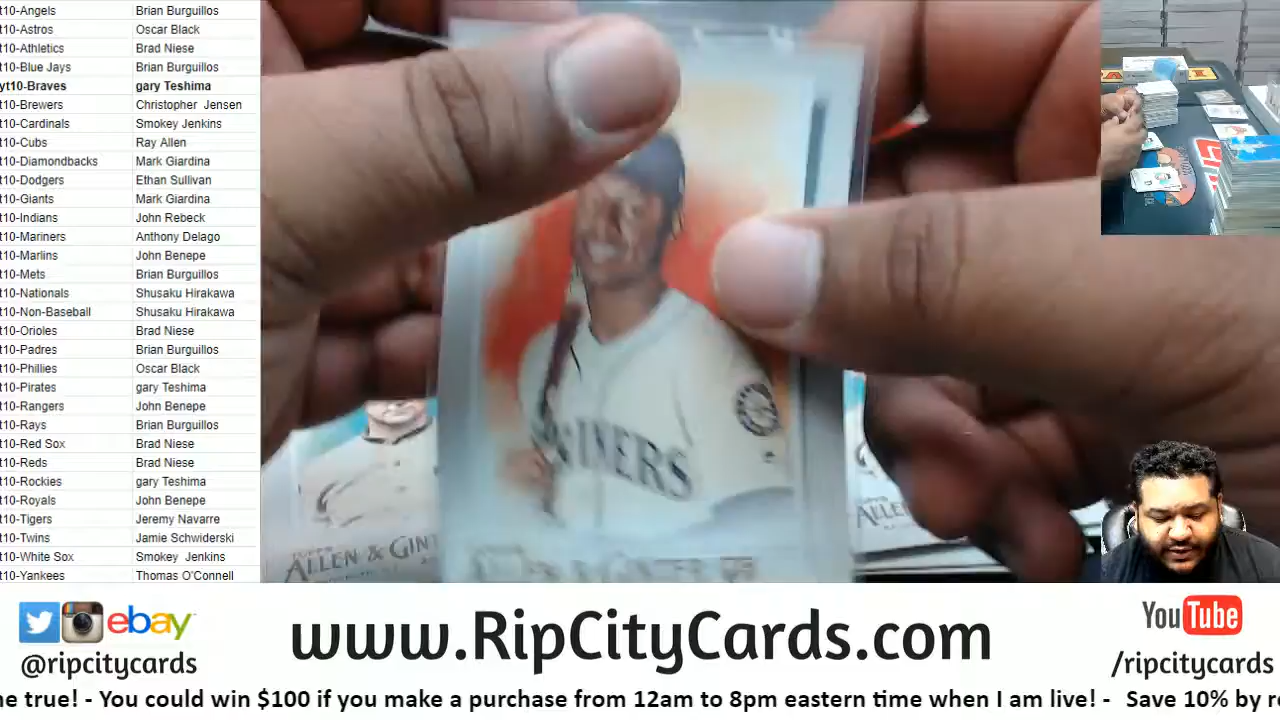 t10-Angels Brian Burguillos
t10-Astros Oscar Black
t10-Athletics Brad Niese
t10-Blue Jays Brian Burguillos
yt10-Braves gary Teshima
t10-Brewers Christopher Jensen
t10-Cardinals Smokey Jenkins
t10-Cubs Ray Allen
t10-Diamondbacks Mark Giardina
t10-Dodgers Ethan Sullivan
t10-Giants Mark Giardina
t10-Indians John Rebeck
t10-Mariners Anthony Delago
t10-Marlins John Benepe
t10-Mets Brian Burguillos
t10-Nationals Shusaku Hirakawa
t10-Non-Baseball Shusaku Hirakawa
t10-Orioles Brad Niese
t10-Padres Brian Burguillos
t10-Phillies Oscar Black
t10-Pirates gary Teshima
t10-Rangers John Benepe
t10-Rays Brian Burguillos
t10-Red Sox Brad Niese
t10-Reds Brad Niese
t10-Rockies gary Teshima
t10-Royals John Benepe
t10-Tigers Jeremy Navarre
t10-Twins Jamie Schwiderski
t10-White Sox Smokey Jenkins
t10-Yankees Thomas O'Connell
INERS
TOPPS
ALLEN & GINT
GINTER
ALLE
ebay
@ripcitycards
www.RipCityCards.com
YouTube
/ripcitycards
ne true! - You could win $100 if you make a purchase from 12am to 8pm eastern time when I am live! - Save 10% by re